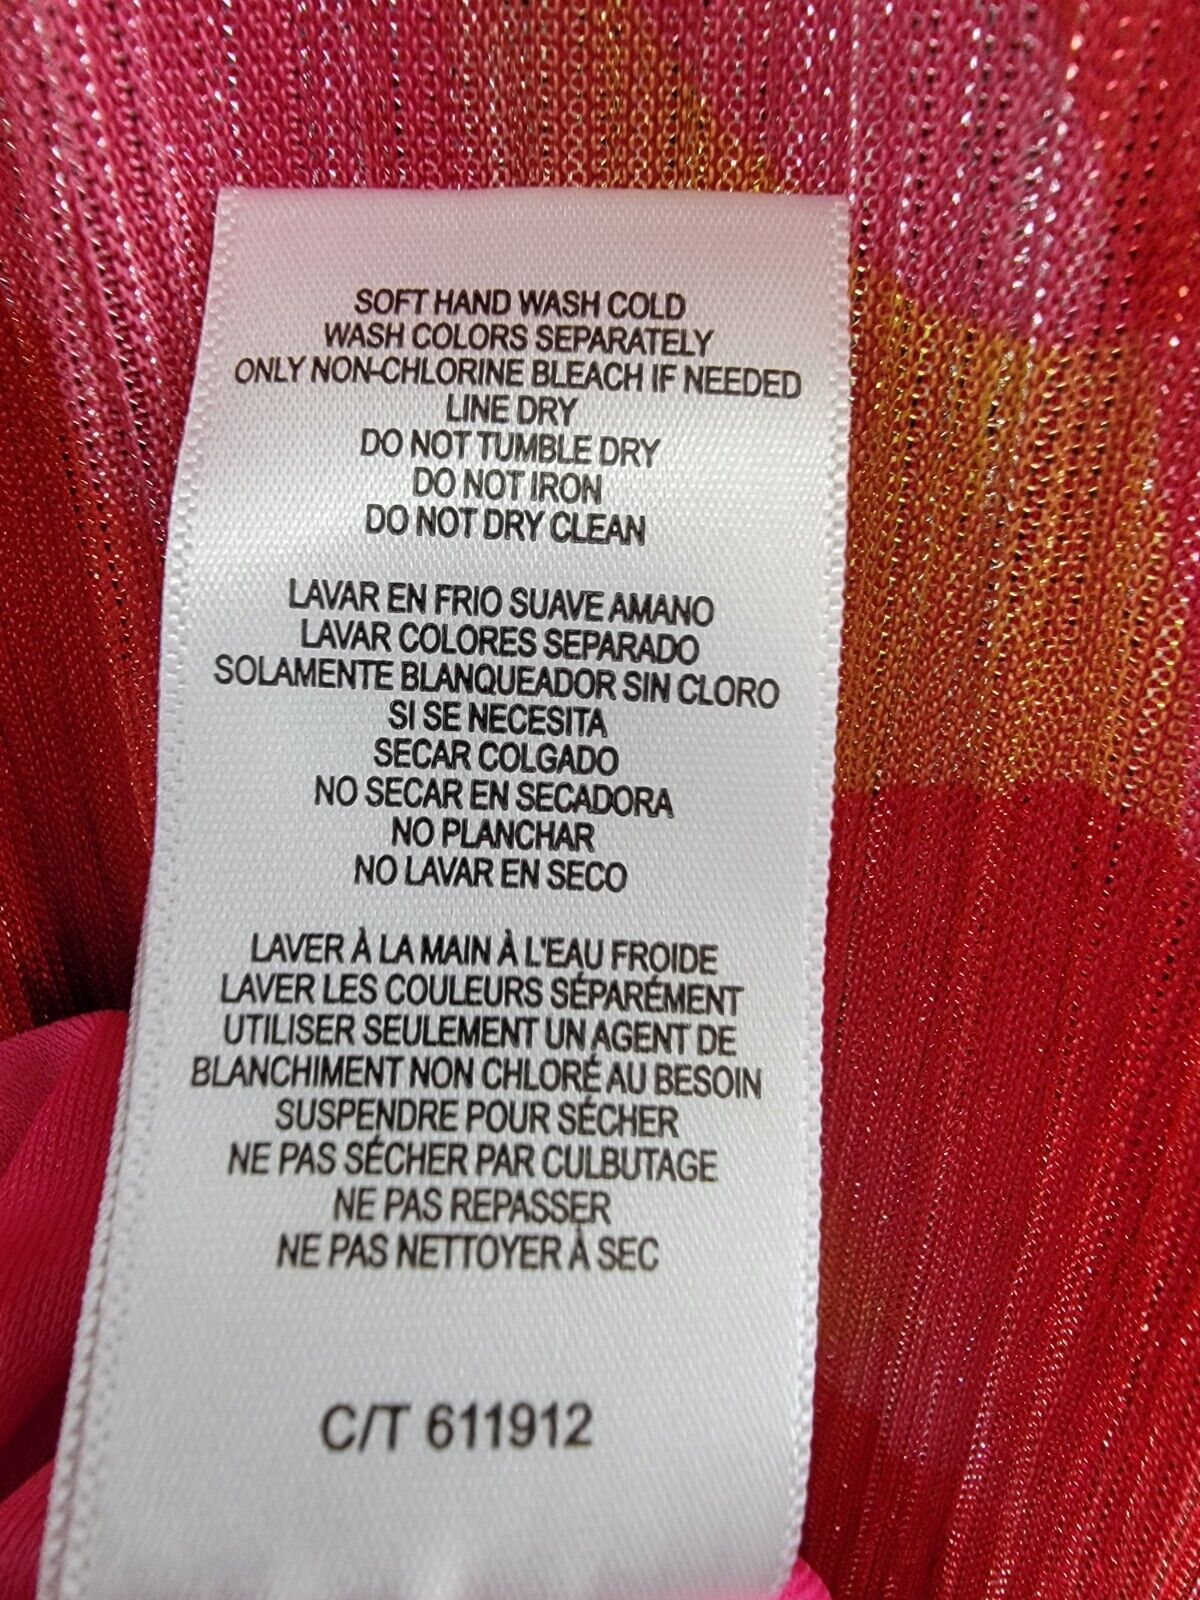 SOFT HAND WASH COLD
WASH COLORS SEPARATELY
ONLY NON-CHLORINE BLEACH IF NEEDED
LINE DRY
DO NOT TUMBLE DRY
DO NOT IRON
DO NOT DRY CLEAN
LAVAR EN FRIO SUAVE AMANO
LAVAR COLORES SEPARADO
SOLAMENTE BLANQUEADOR SIN CLORO
SI SE NECESITA
SECAR COLGADO
NO SECAR EN SECADORA
NO PLANCHAR
NO LAVAR EN SECO
LAVER À LA MAIN À L'EAU FROIDE
LAVER LES COULEURS SÉPARÉMENT
UTILISER SEULEMENT UN AGENT DE
BLANCHIMENT NON CHLORÉ AU BESOIN
SUSPENDRE POUR SÉCHER
NE PAS SÉCHER PAR CULBUTAGE
NE PAS REPASSER
NE PAS NETTOYER À SEC
C/T 611912